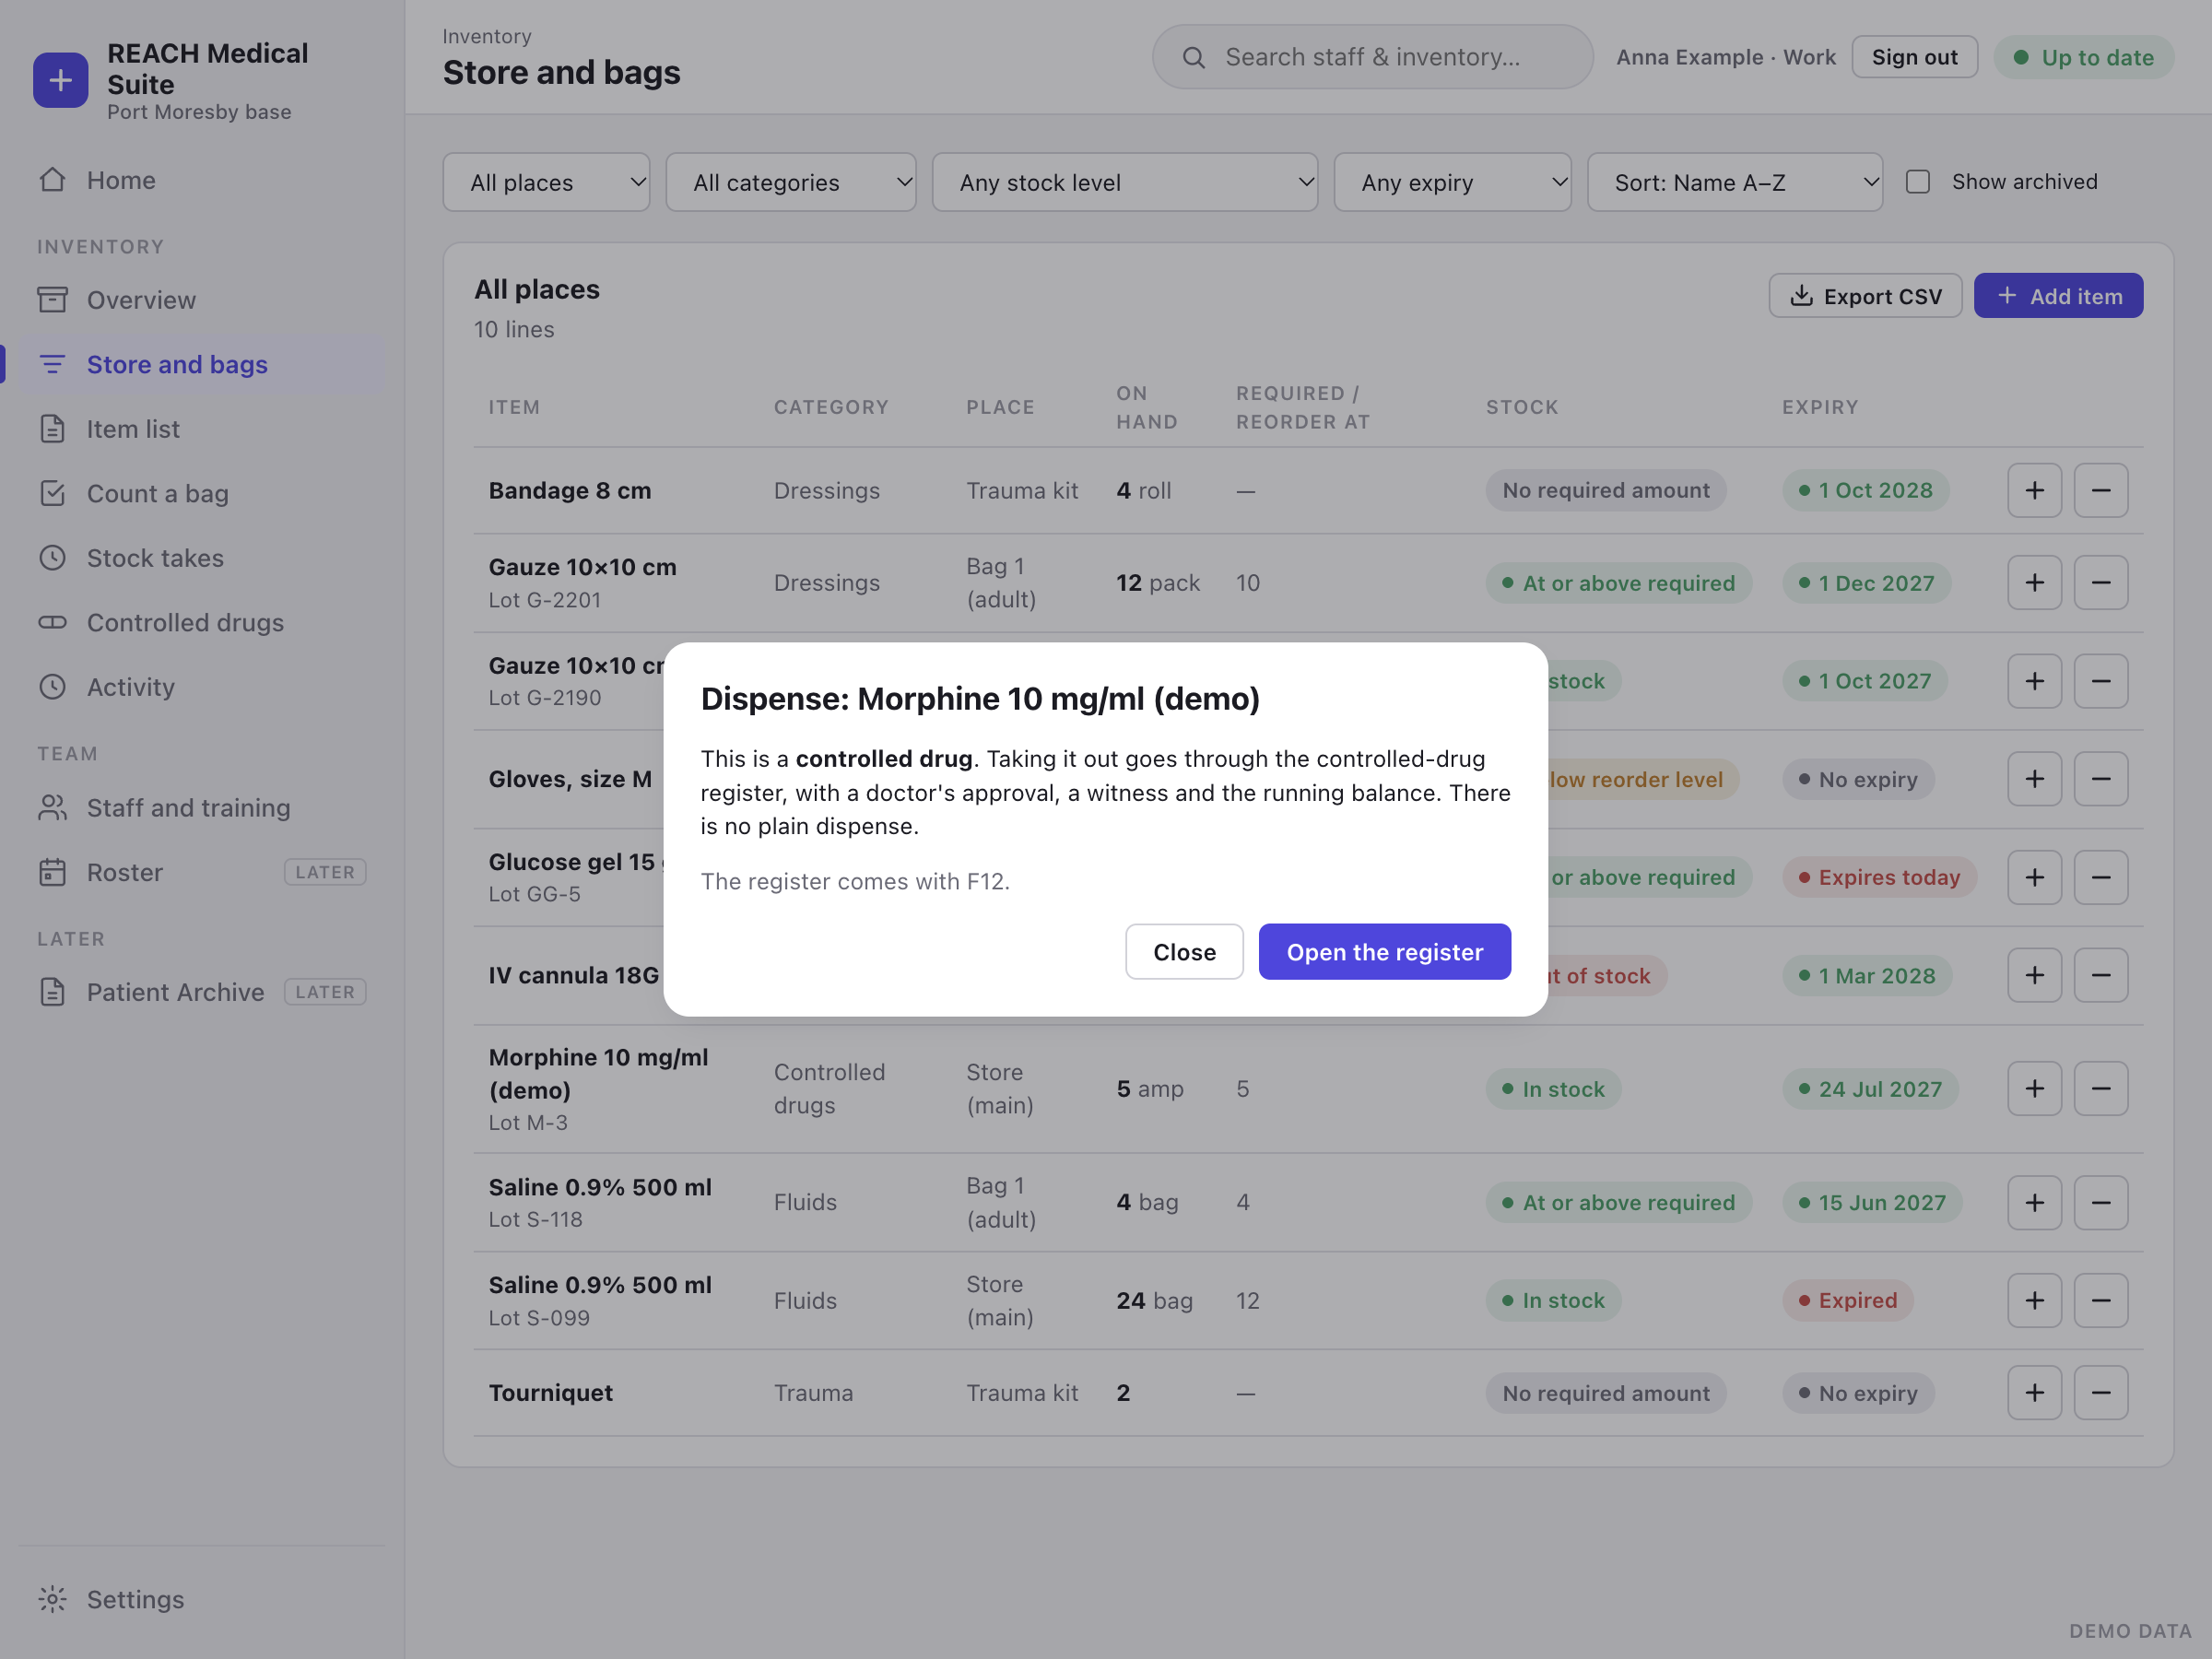 REACH Medical
Suite
Port Moresby base
Home
INVENTORY
Overview
Store and bags
Item list
Count a bag
Stock takes
Controlled drugs
Activity
TEAM
Staff and training
Roster LATER
LATER
Patient Archive LATER
Settings
Inventory
Store and bags
Search staff & inventory...
Anna Example · Work
Sign out
Up to date
All places
All categories
Any stock level
Any expiry
Sort: Name A–Z
Show archived
All places
10 lines
Export CSV
+ Add item
ITEM CATEGORY PLACE ON HAND REQUIRED / REORDER AT STOCK EXPIRY
Bandage 8 cm Dressings Trauma kit 4 roll — No required amount 1 Oct 2028 + −
Gauze 10×10 cm Dressings Bag 1 (adult) 12 pack 10 At or above required 1 Dec 2027 + −
Lot G-2201
Gauze 10×10 stock 1 Oct 2027 + −
Lot G-2190
Gloves, size M reorder level No expiry + −
Glucose gel 15 or above required Expires today + −
Lot GG-5
IV cannula 18G of stock 1 Mar 2028 + −
Morphine 10 mg/ml (demo) Controlled drugs Store (main) 5 amp 5 In stock 24 Jul 2027 + −
Lot M-3
Saline 0.9% 500 ml Fluids Bag 1 (adult) 4 bag 4 At or above required 15 Jun 2027 + −
Lot S-118
Saline 0.9% 500 ml Fluids Store (main) 24 bag 12 In stock Expired + −
Lot S-099
Tourniquet Trauma Trauma kit 2 — No required amount No expiry + −
Dispense: Morphine 10 mg/ml (demo)
This is a controlled drug. Taking it out goes through the controlled-drug
register, with a doctor's approval, a witness and the running balance. There
is no plain dispense.
The register comes with F12.
Close
Open the register
DEMO DATA